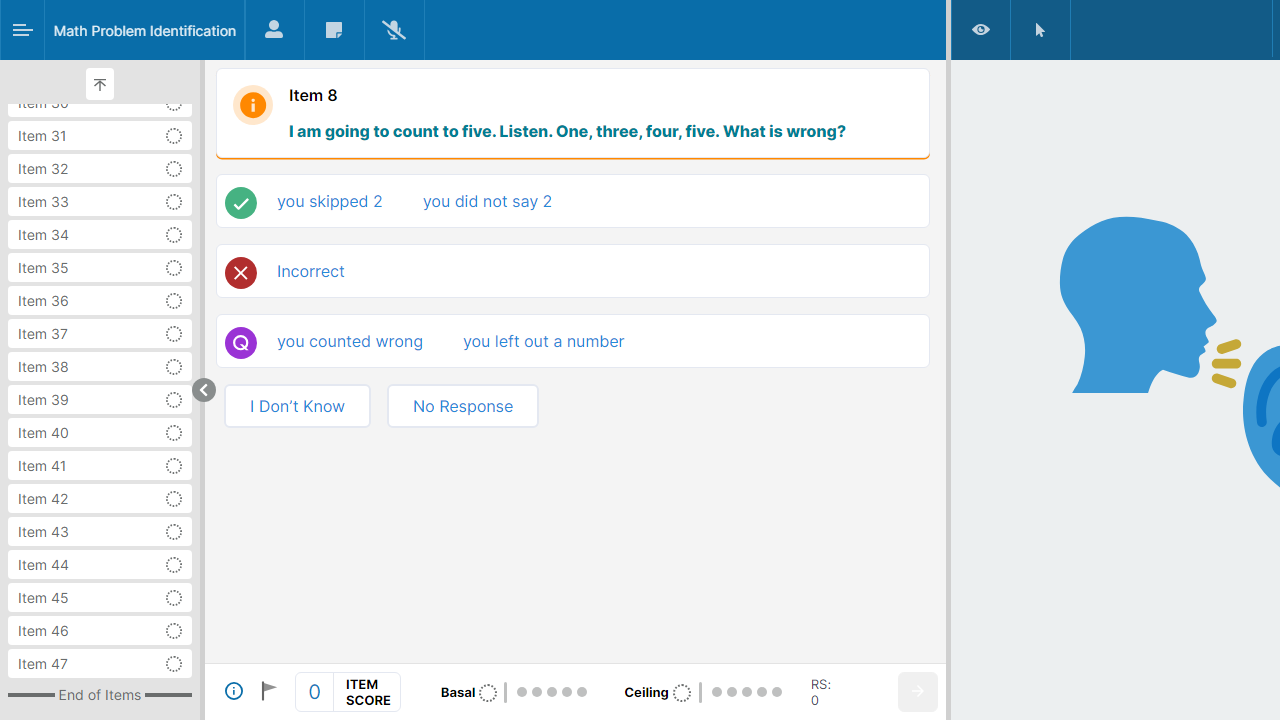 Math Problem Identification
Item 30
Item 31
Item 32
Item 33
Item 34
Item 35
Item 36
Item 37
Item 38
Item 39
Item 40
Item 41
Item 42
Item 43
Item 44
Item 45
Item 46
Item 47
End of Items
Item 8
I am going to count to five. Listen. One, three, four, five. What is wrong?
you skipped 2 you did not say 2
Incorrect
Q you counted wrong you left out a number
I Don’t Know No Response
0 ITEM SCORE
Basal
Ceiling
RS:
0